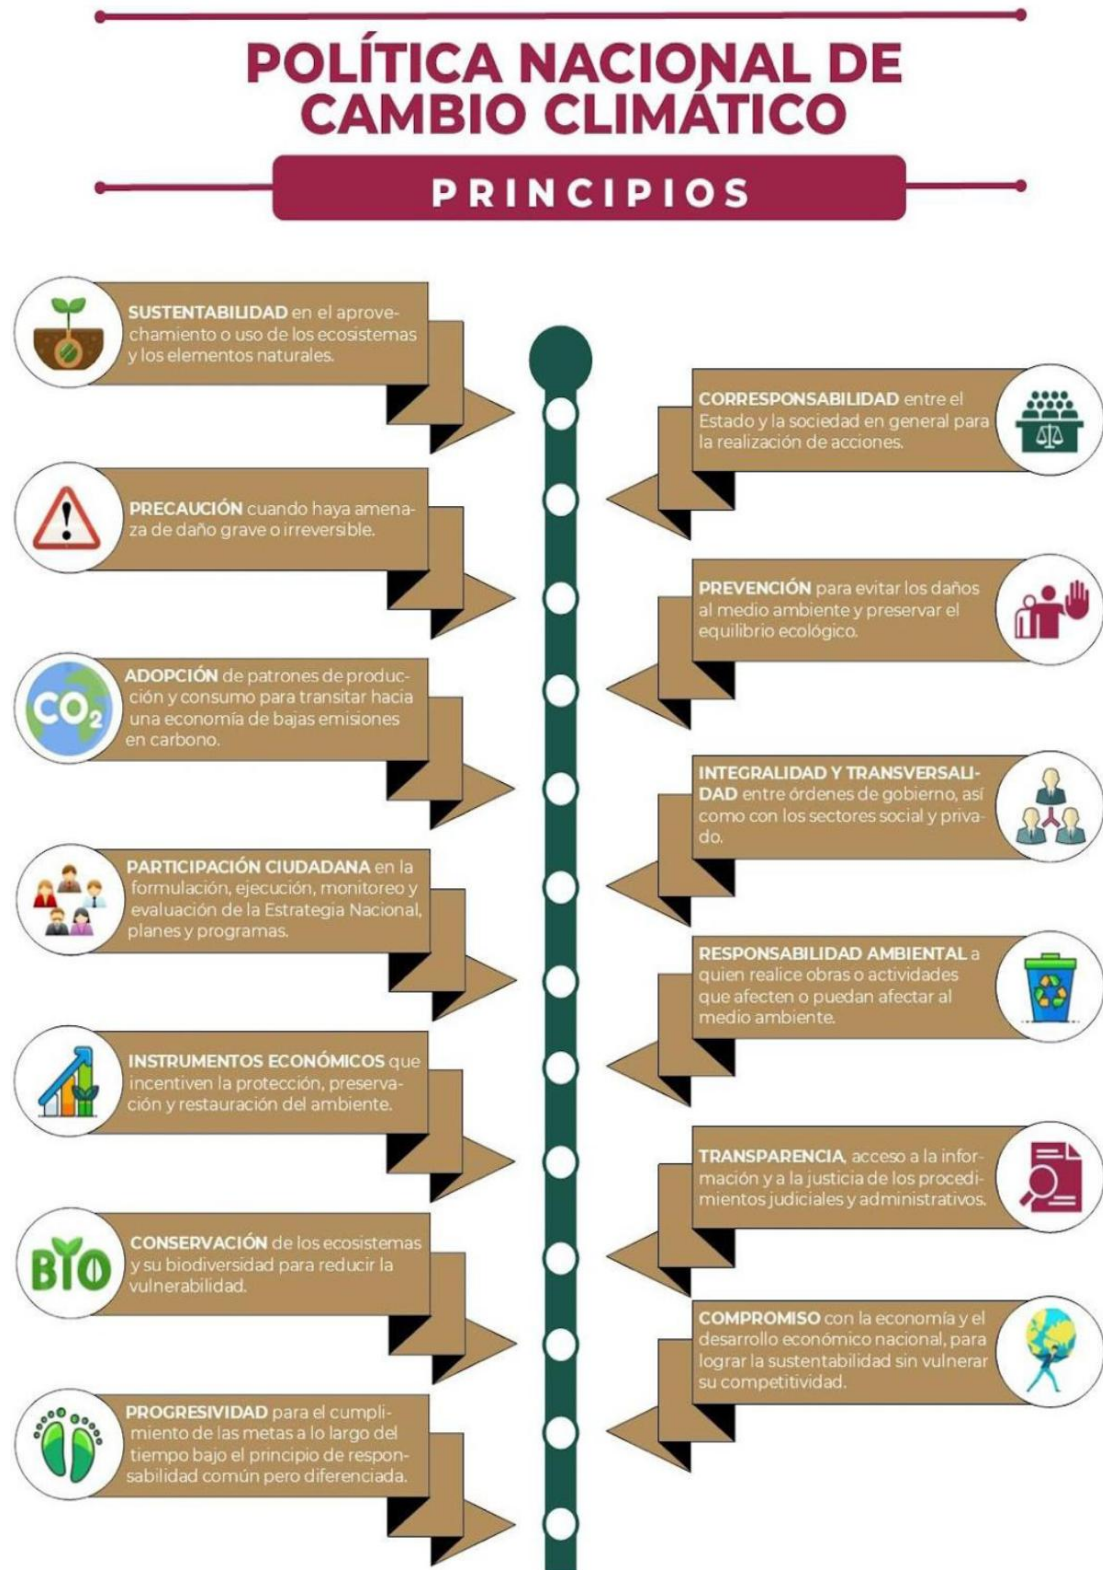 POLÍTICA NACIONAL DE
CAMBIO CLIMÁTICO
PRINCIPIOS
SUSTENTABILIDAD en el aprove-
chamiento o uso de los ecosistemas
y los elementos naturales.
CORRESPONSABILIDAD entre el
Estado y la sociedad en general para
la realización de acciones.
PRECAUCIÓN cuando haya amena-
za de daño grave o irreversible.
PREVENCIÓN para evitar los daños
al medio ambiente y preservar el
equilibrio ecológico.
CO2
ADOPCIÓN de patrones de produc-
ción y consumo para transitar hacia
una economía de bajas emisiones
en carbono.
INTEGRALIDAD Y TRANSVERSALI-
DAD entre órdenes de gobierno, así
como con los sectores social y priva-
do.
PARTICIPACIÓN CIUDADANA en la
formulación, ejecución, monitoreo y
evaluación de la Estrategia Nacional,
planes y programas.
RESPONSABILIDAD AMBIENTAL a
quien realice obras o actividades
que afecten o puedan afectar al
medio ambiente.
INSTRUMENTOS ECONÓMICOS que
incentiven la protección, preserva-
ción y restauración del ambiente.
TRANSPARENCIA, acceso a la infor-
mación y a la justicia de los procedi-
mientos judiciales y administrativos.
BIO
CONSERVACIÓN de los ecosistemas
y su biodiversidad para reducir la
vulnerabilidad.
COMPROMISO con la economía y el
desarrollo económico nacional, para
lograr la sustentabilidad sin vulnerar
su competitividad.
PROGRESIVIDAD para el cumpli-
miento de las metas a lo largo del
tiempo bajo el principio de respon-
sabilidad común pero diferenciada.